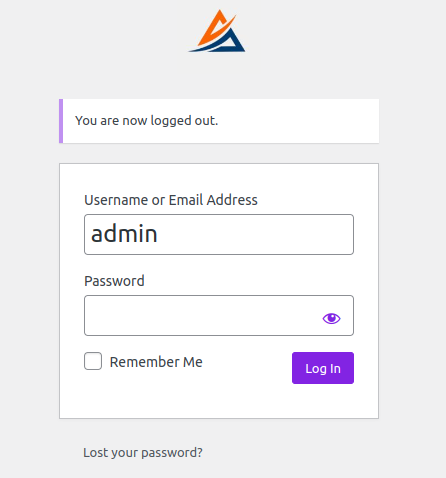 You are now logged out.
Username or Email Address
admin
Password
Remember Me
Log In
Lost your password?